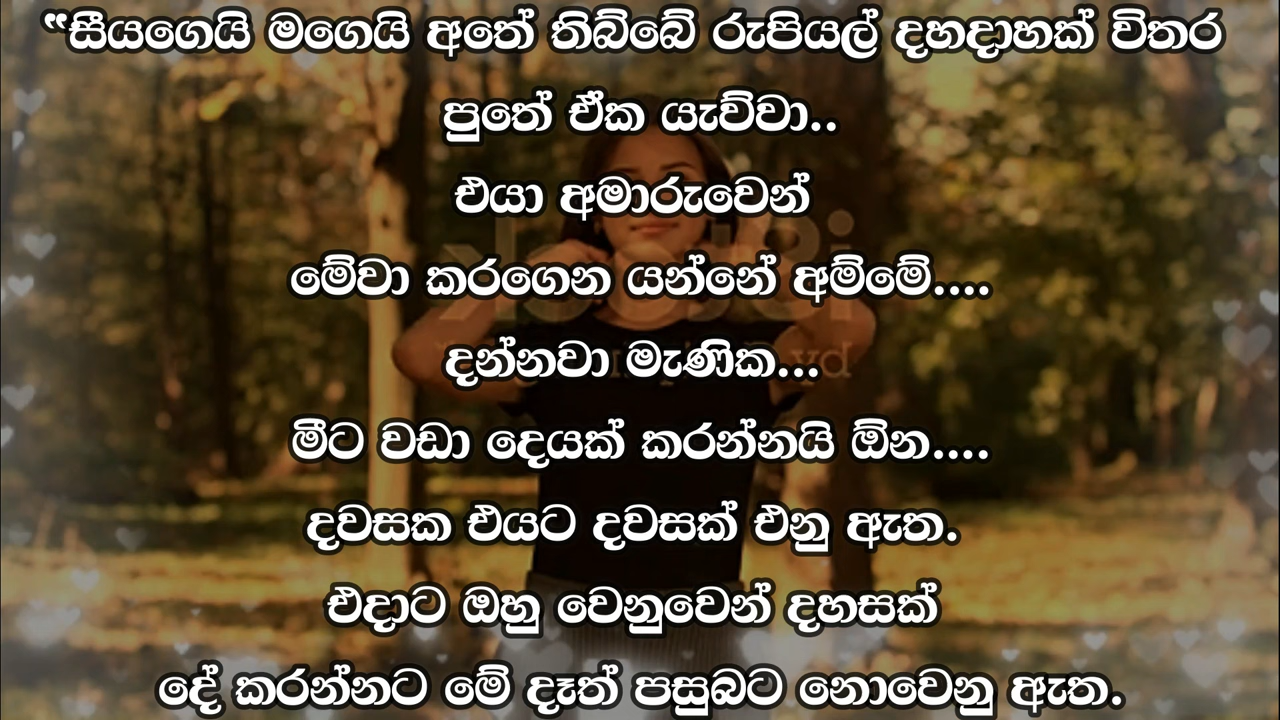 “සීයගෙයි මගෙයි අතේ තිබ්බේ රුපියල් දහදාහක් විතර
පුතේ ඒක යැව්වා..
එයා අමාරුවෙන්
මේවා කරගෙන යන්නේ අම්මේ....
දන්නවා මැණික...
මීට වඩා දෙයක් කරන්නයි ඕන....
දවසක එයට දවසක් එනු ඇත.
එදාට ඔහු වෙනුවෙන් දහසක්
දේ කරන්නට මේ දෑත් පසුබට නොවෙනු ඇත.